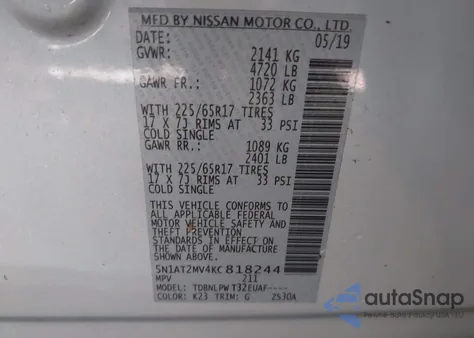 MFD BY NISSAN MOTOR CO., LTD.
DATE: 05/19
GVWR: 2141 KG
4720 LB
GAWR FR.: 1072 KG
2363 LB
WITH 225/65R17 TIRES
17 X 7J RIMS AT 33 PSI
COLD SINGLE
GAWR RR.: 1089 KG
2401 LB
WITH 225/65R17 TIRES
17 X 7J RIMS AT 33 PSI
COLD SINGLE
THIS VEHICLE CONFORMS TO
ALL APPLICABLE FEDERAL
MOTOR VEHICLE SAFETY AND
THEFT PREVENTION
STANDARDS IN EFFECT ON
THE DATE OF MANUFACTURE
SHOWN ABOVE.
5N1AT2MV4KC818244
MPV 211
MODEL: TDBNLPW T32EUAF----
COLOR: K23 TRIM: G 2530A
autoSnap